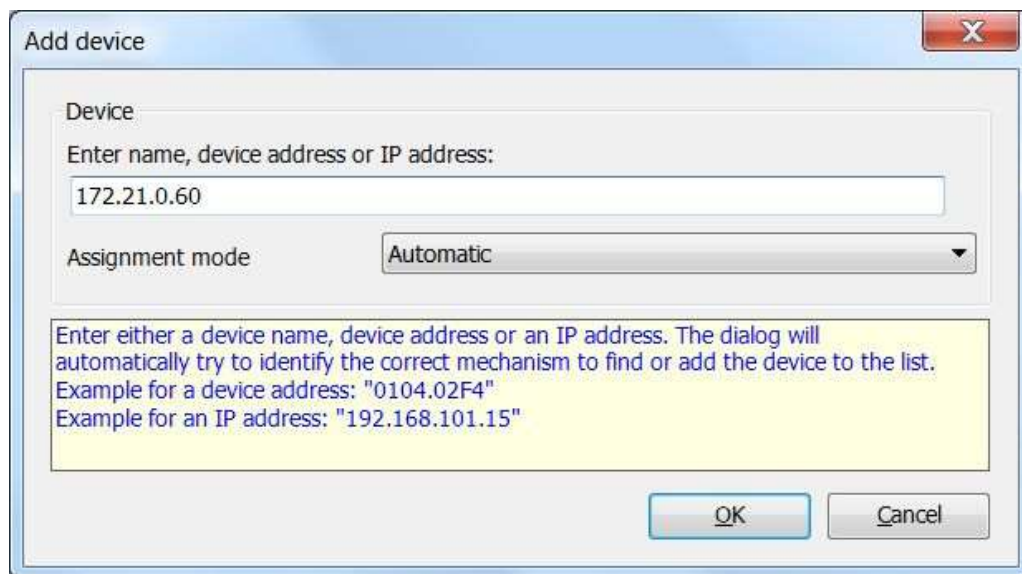 Add device
Device
Enter name, device address or IP address:
172.21.0.60
Assignment mode
Automatic
Enter either a device name, device address or an IP address. The dialog will
automatically try to identify the correct mechanism to find or add the device to the list.
Example for a device address: "0104.02F4"
Example for an IP address: "192.168.101.15"
OK
Cancel